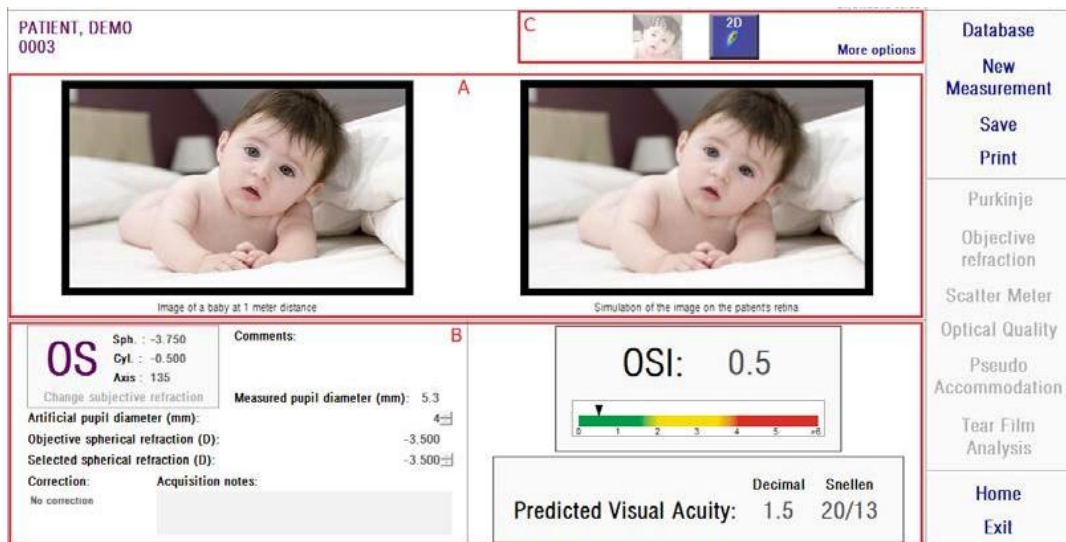 PATIENT, DEMO
0003
C
2D
More options
A
Image of a baby at 1 meter distance
Simulation of the image on the patient's retina
B
OS
Sph. : -3.750
Cyl. : -0.500
Axis : 135
Change subjective refraction
Comments:
Measured pupil diameter (mm): 5.3
Artificial pupil diameter (mm): 4
Objective spherical refraction (D): -3.500
Selected spherical refraction (D): -3.500
Correction: Acquisition notes:
No correction
OSI: 0.5
0 1 2 3 4 5 >6
Decimal Snellen
Predicted Visual Acuity: 1.5 20/13
Database
New
Measurement
Save
Print
Purkinje
Objective
refraction
Scatter Meter
Optical Quality
Pseudo
Accommodation
Tear Film
Analysis
Home
Exit